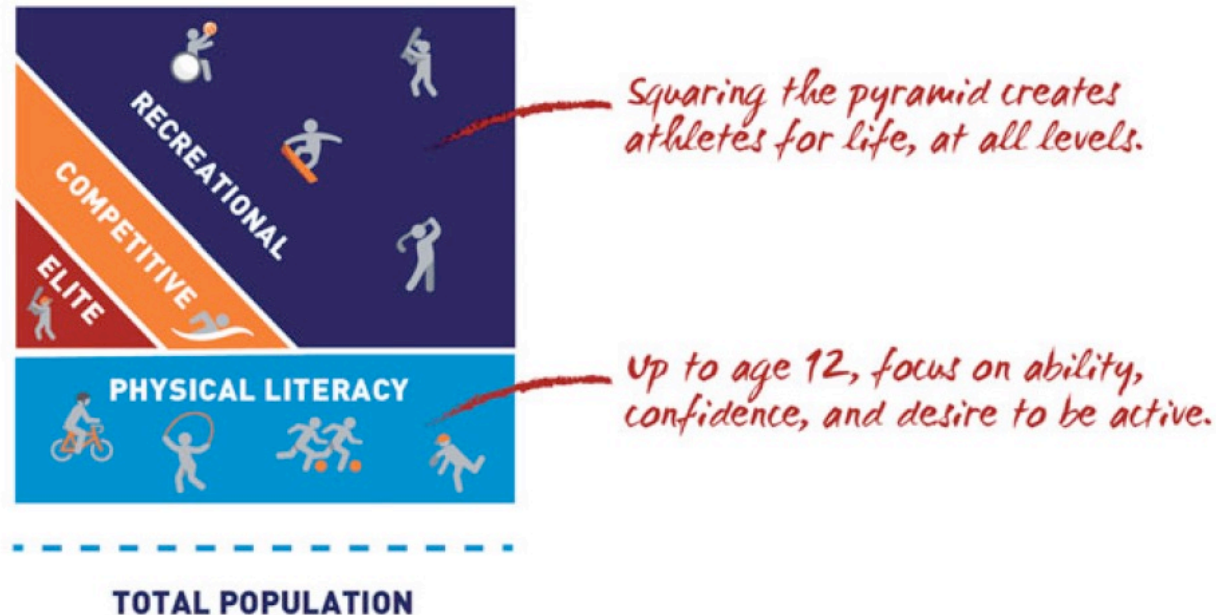 RECREATIONAL
COMPETITIVE
ELITE
Squaring the pyramid creates
athletes for life, at all levels.
PHYSICAL LITERACY
Up to age 12, focus on ability,
confidence, and desire to be active.
TOTAL POPULATION